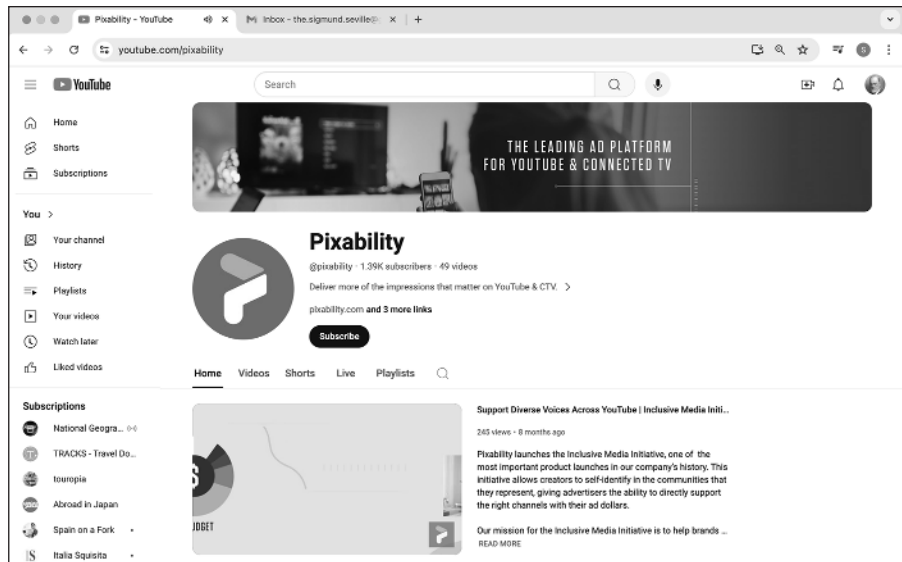 Pixability - YouTube
Inbox - the.sigmund.seville@
youtube.com/pixability
S
YouTube
Search
Home
Shorts
Subscriptions
You
Your channel
History
Playlists
Your videos
Watch later
Liked videos
Subscriptions
National Geogra...
TRACKS - Travel Do...
touropia
Abroad in Japan
Spain on a Fork
Italia Squisita
THE LEADING AD PLATFORM
FOR YOUTUBE & CONNECTED TV
Pixability
@pixability · 1.39K subscribers · 49 videos
Deliver more of the impressions that matter on YouTube & CTV.
pixability.com and 3 more links
Subscribe
Home Videos Shorts Live Playlists
S
UDGET
Support Diverse Voices Across YouTube | Inclusive Media Initi...
245 views · 8 months ago
Pixability launches the Inclusive Media Initiative, one of the
most important product launches in our company's history. This
initiative allows creators to self-identify in the communities that
they represent, giving advertisers the ability to directly support
the right channels with their ad dollars.
Our mission for the Inclusive Media Initiative is to help brands ...
READ MORE